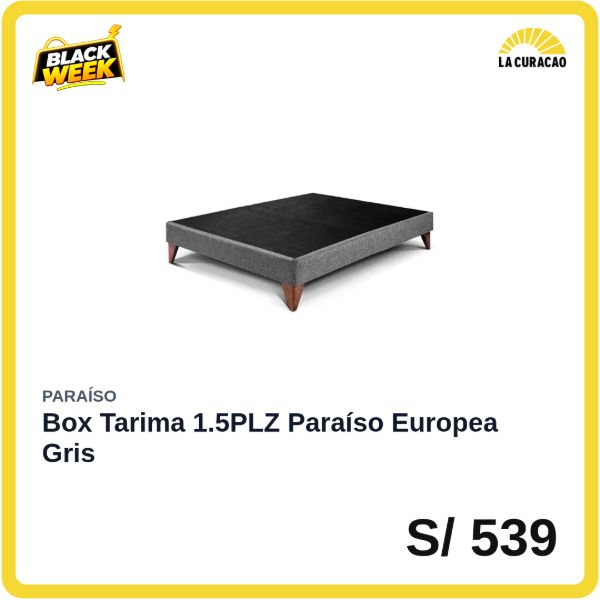 BLACK
WEEK
LA CURACAO
PARAÍSO
Box Tarima 1.5PLZ Paraíso Europea
Gris
S/ 539